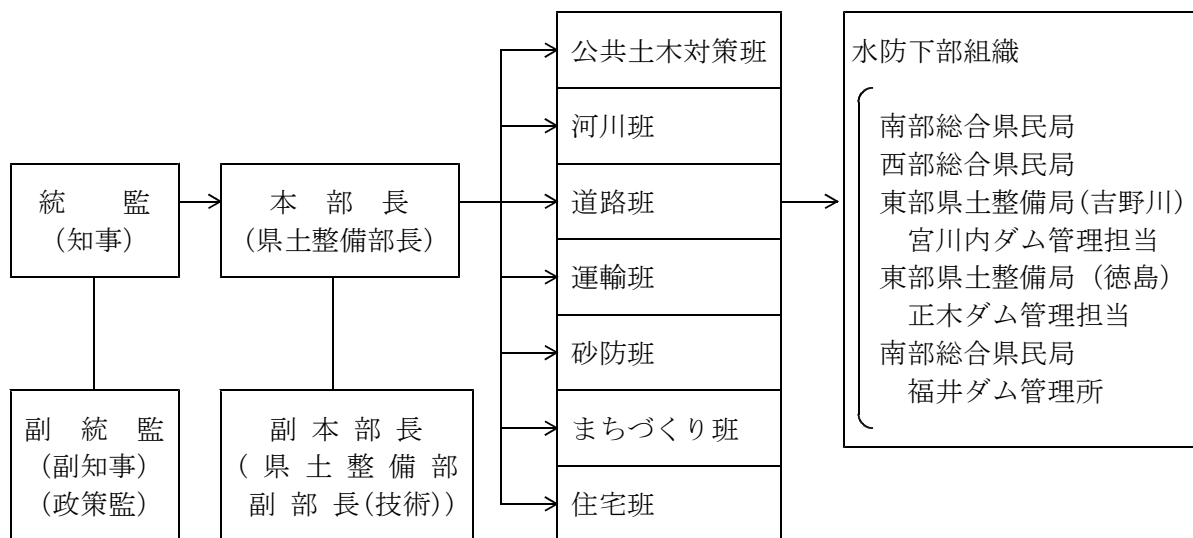 統監
(知事)
副統監
(副知事)
(政策監)
本部長
(県土整備部長)
副本部長
(県土整備部
副部長(技術))
公共土木対策班
河川班
道路班
運輸班
砂防班
まちづくり班
住宅班
水防下部組織
南部総合県民局
西部総合県民局
東部県土整備局(吉野川)
宮川内ダム管理担当
東部県土整備局(徳島)
正木ダム管理担当
南部総合県民局
福井ダム管理所